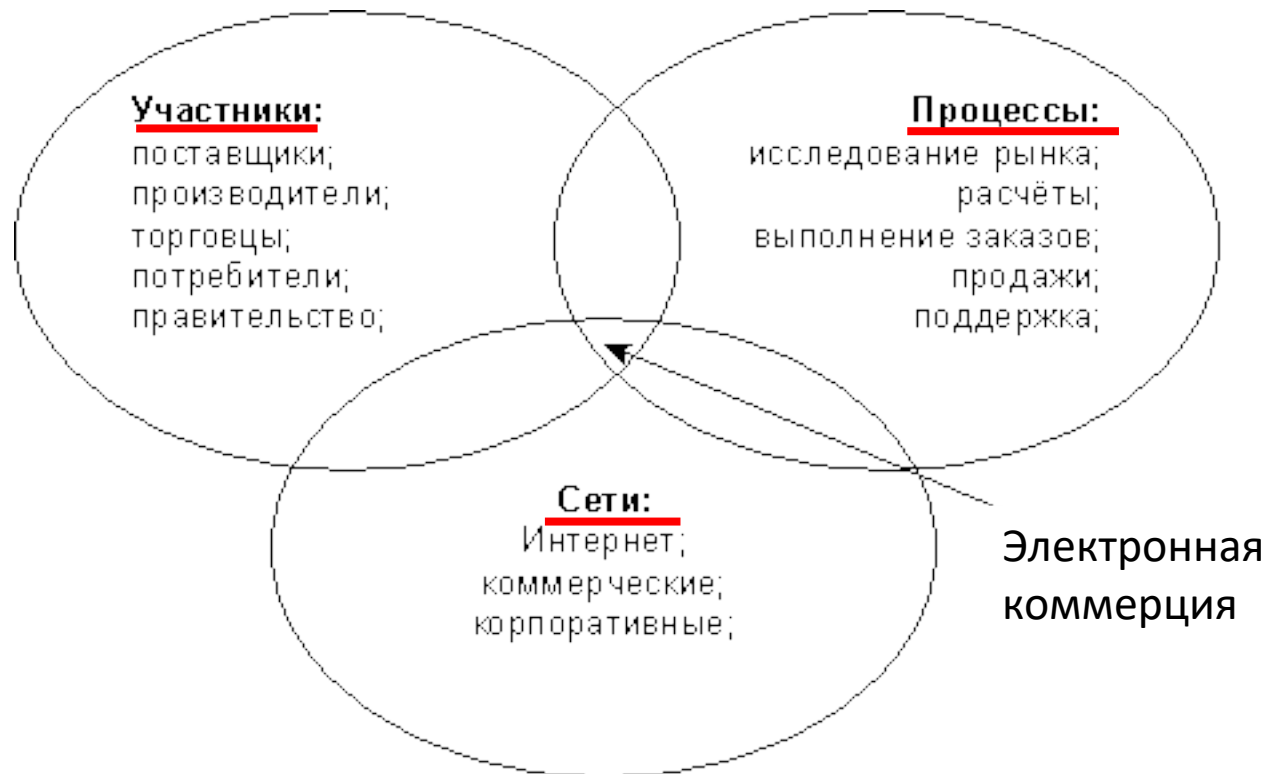 Участники:
поставщики;
производители;
торговцы;
потребители;
правительство;
Процессы:
исследование рынка;
расчёты;
выполнение заказов;
продажи;
поддержка;
Сети:
Интернет;
коммерческие;
корпоративные;
Электронная
коммерция